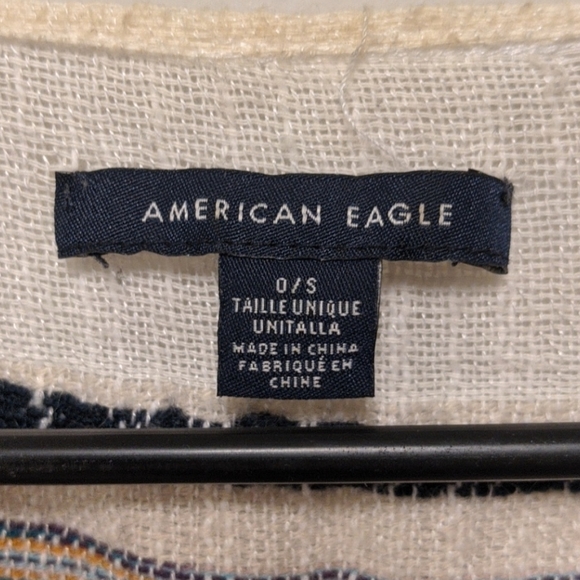 AMERICAN EAGLE
O/S
TAILLE UNIQUE
UNITALLA
MADE IN CHINA
FABRIQUÉ EN
CHINE